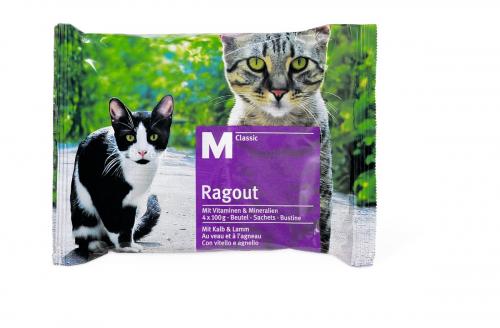 M Classic
Ragout
Mit Vitaminen & Mineralien
4 x 100g - Beutel - Sachets - Bustine
Mit Kalb & Lamm
Au veau et à l'agneau
Con vitello e agnello